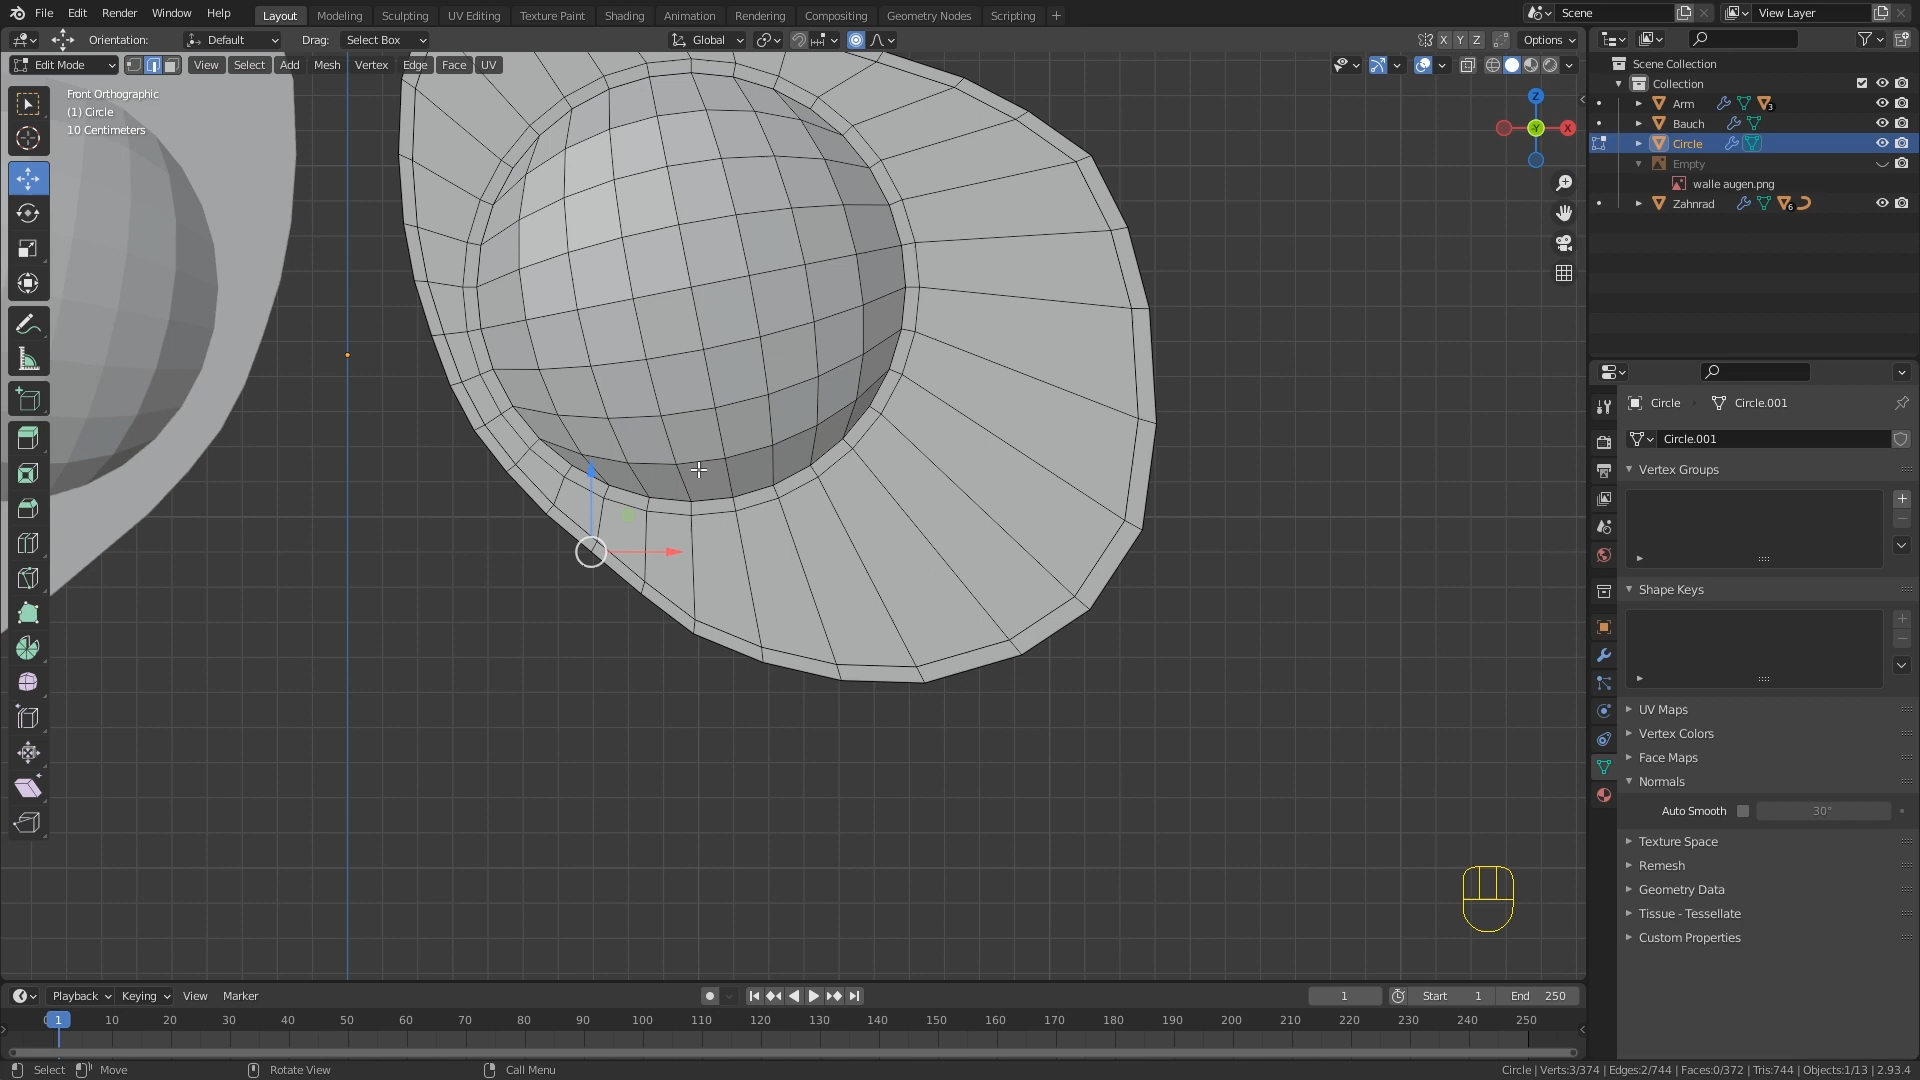 File Edit Render Window Help Layout Modeling Sculpting UV Editing Texture Paint Shading Animation Rendering Compositing Geometry Nodes Scripting + Scene View Layer
Orientation: Default Drag: Select Box Global X Y Z Options
Edit Mode View Select Add Mesh Vertex Edge Face UV
Front Orthographic
(1) Circle
10 Centimeters
Z
Y
X
Scene Collection
Collection
Arm 3
Bauch
Circle
Empty
walle augen.png
Zahnrad 6
Circle Circle.001
Circle.001
Vertex Groups
Shape Keys
UV Maps
Vertex Colors
Face Maps
Normals
Auto Smooth 30°
Texture Space
Remesh
Geometry Data
Tissue - Tessellate
Custom Properties
Playback Keying View Marker 1 Start 1 End 250
1 10 20 30 40 50 60 70 80 90 100 110 120 130 140 150 160 170 180 190 200 210 220 230 240 250
Select Move Rotate View Call Menu Circle | Verts:3/374 | Edges:2/744 | Faces:0/372 | Tris:744 | Objects:1/13 | 2.93.4